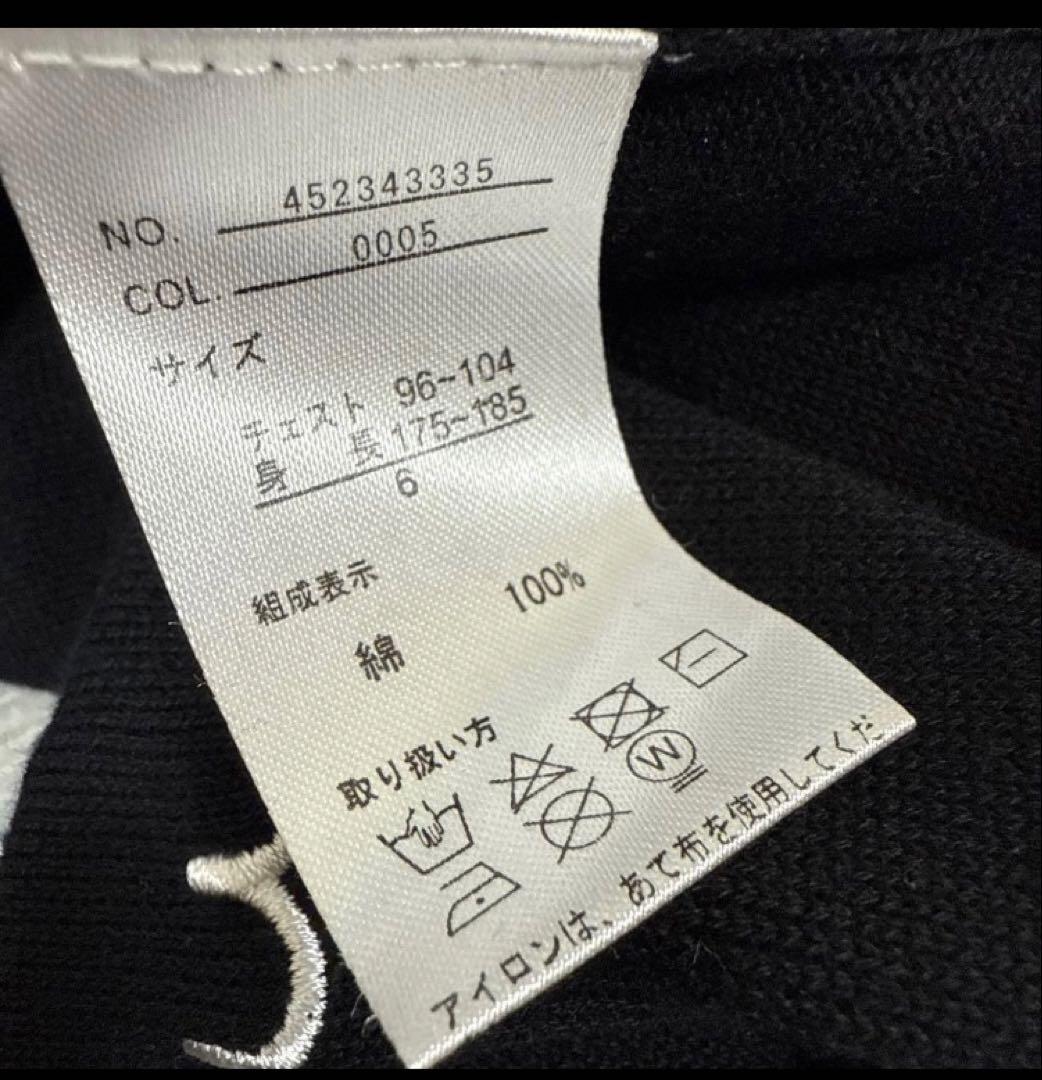 NO. 452343335
COL. 0005
サイズ
チェスト 96~104
身 長 175~185
6
組成表示
綿 100%
取り扱い方
W
アイロンは、あて布を使用してくだ